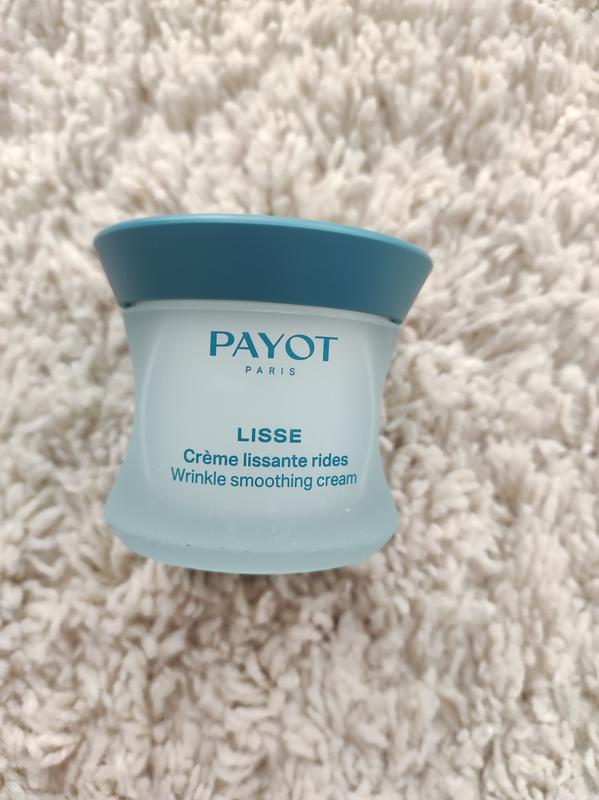 PAYOT
PARIS
LISSE
Crème lissante rides
Wrinkle smoothing cream